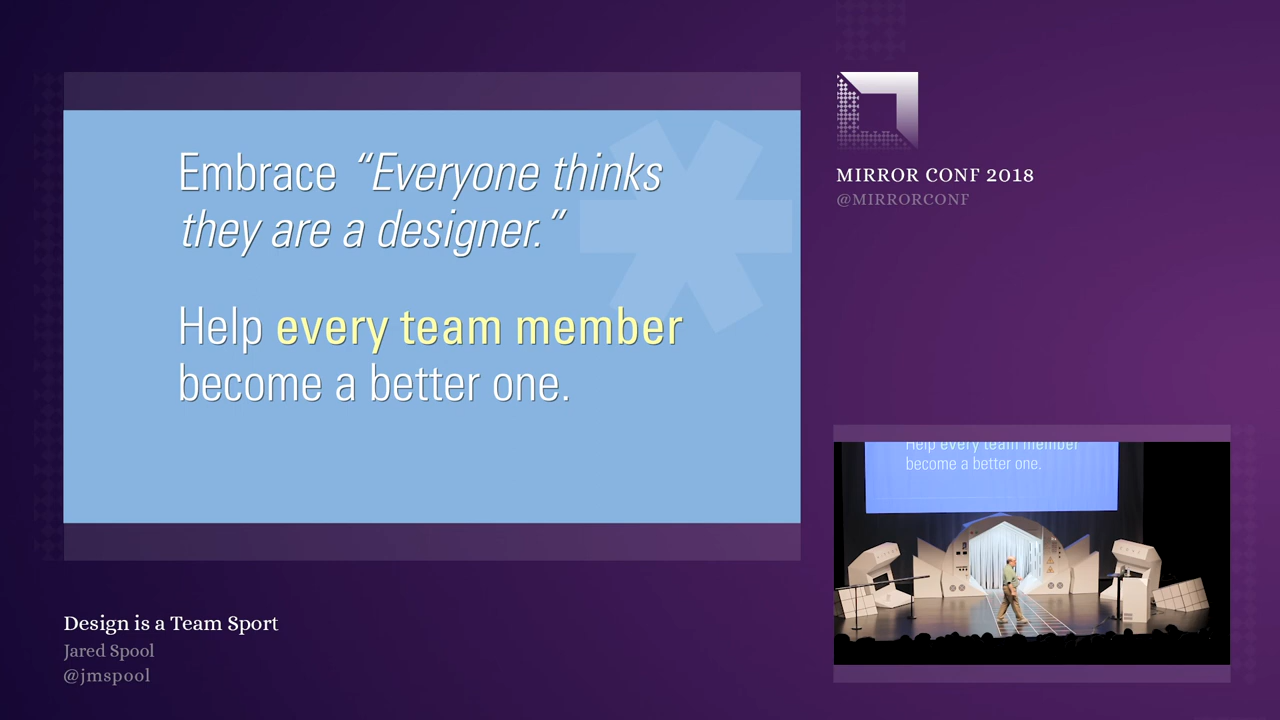 Embrace “Everyone thinks
they are a designer.”
Help every team member
become a better one.
MIRROR CONF 2018
@MIRRORCONF
Help every team member
become a better one.
Design is a Team Sport
Jared Spool
@jmspool